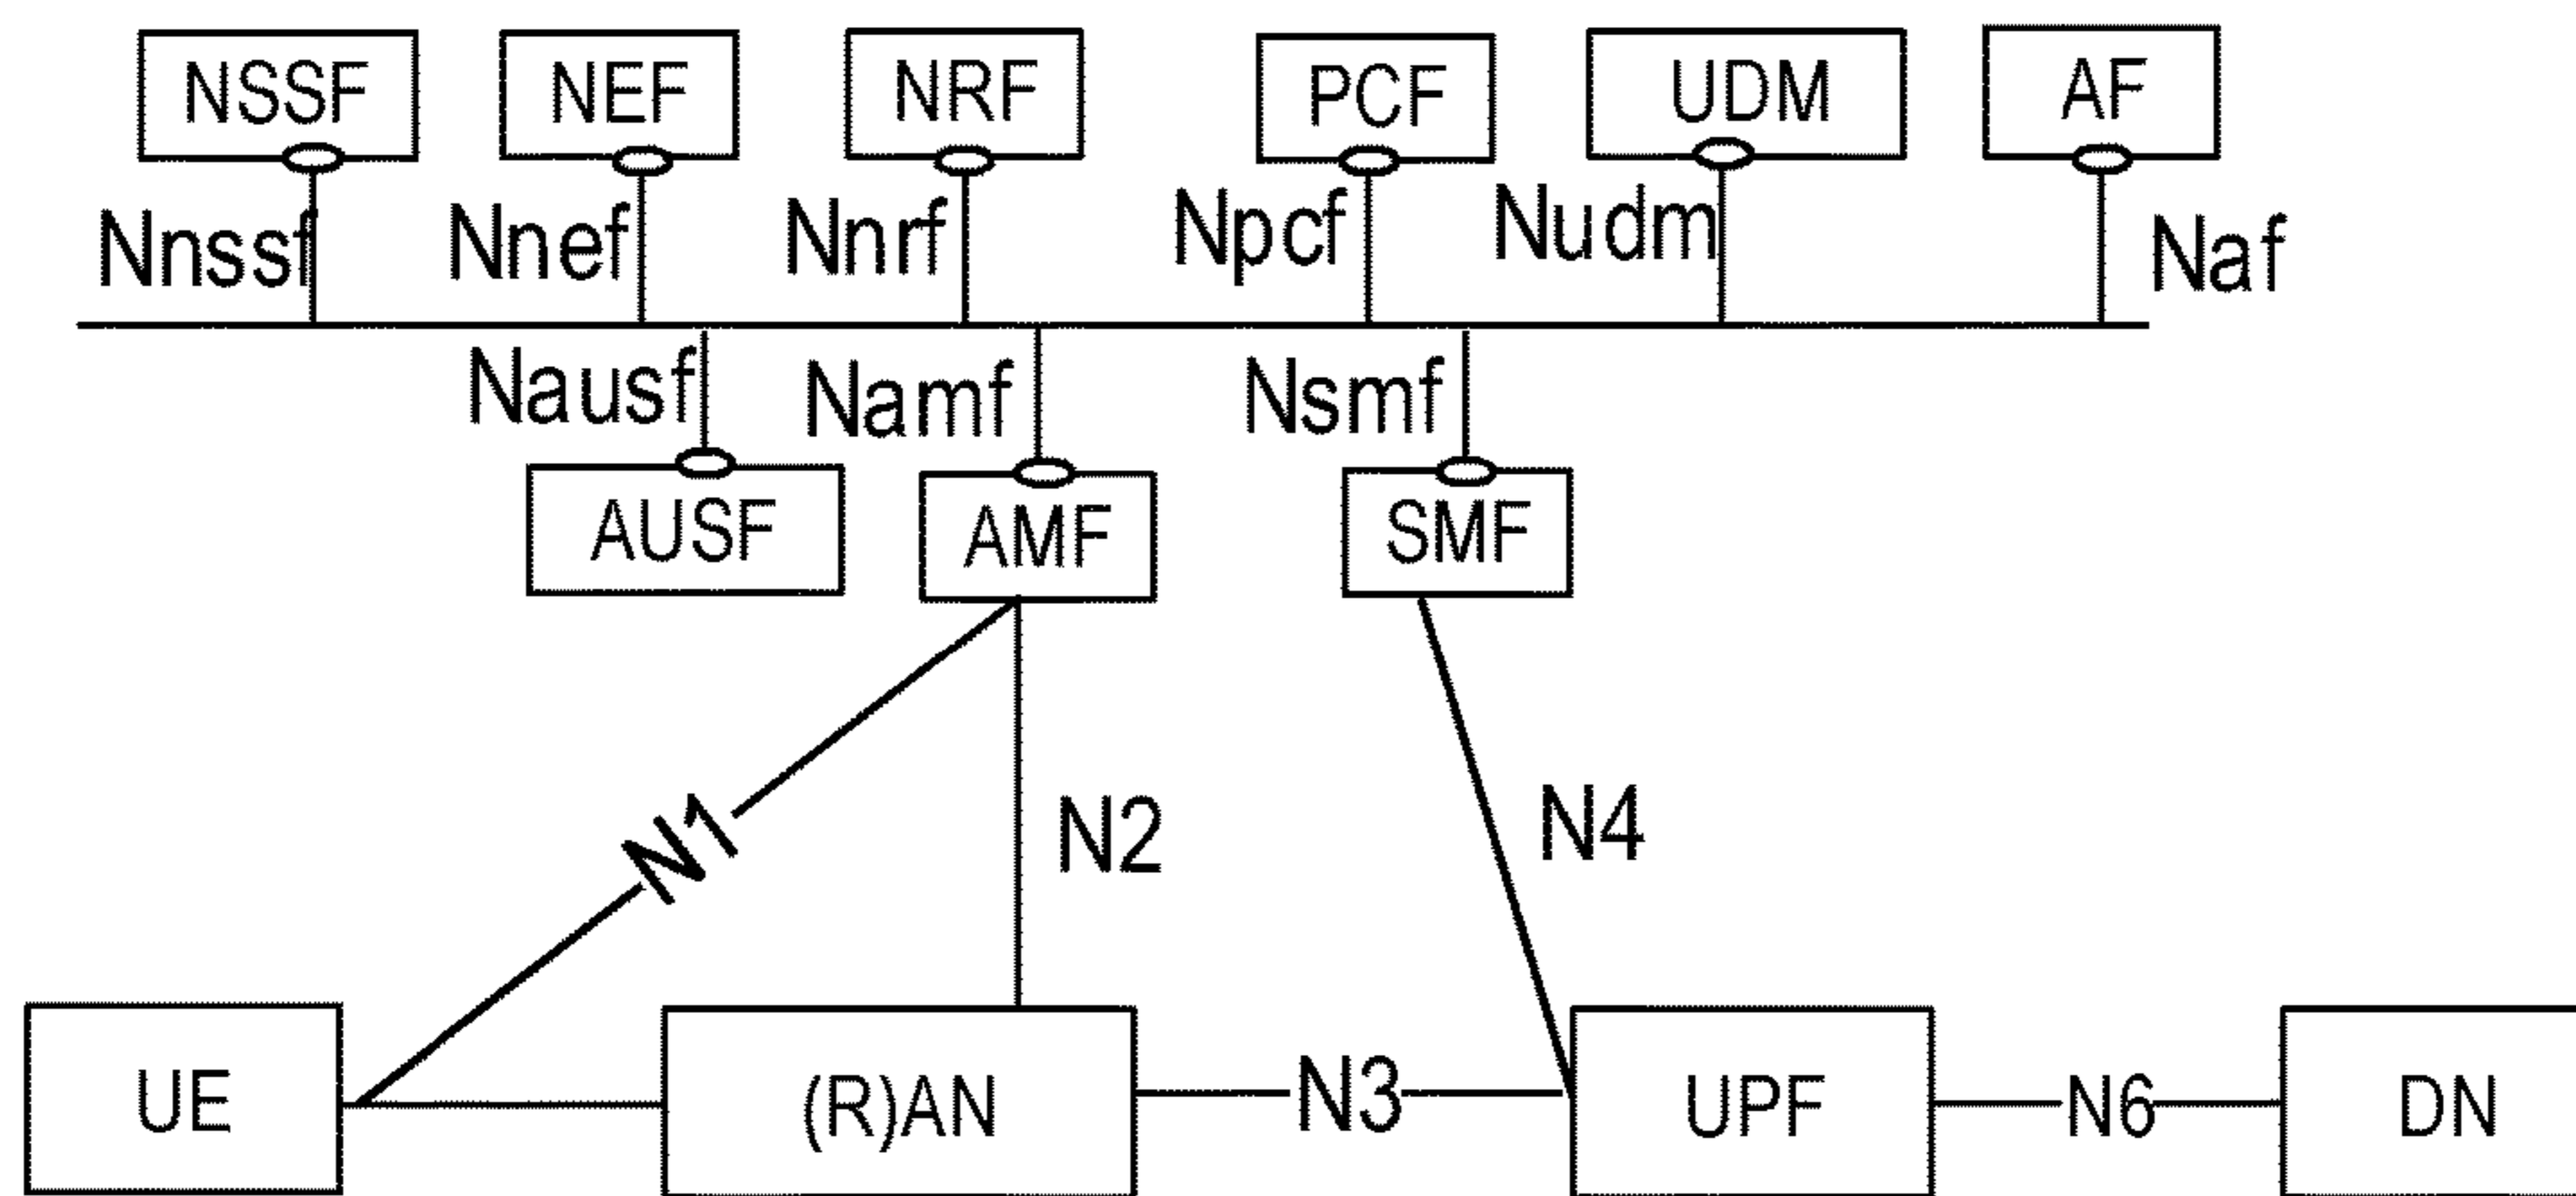 NSSF NEF NRF PCF UDM AF
Nnssf Nnef Nnrf Npcf Nudm Naf
Nausf Namf Nsmf
AUSF AMF SMF
N1 N2 N4
UE (R)AN N3 UPF N6 DN